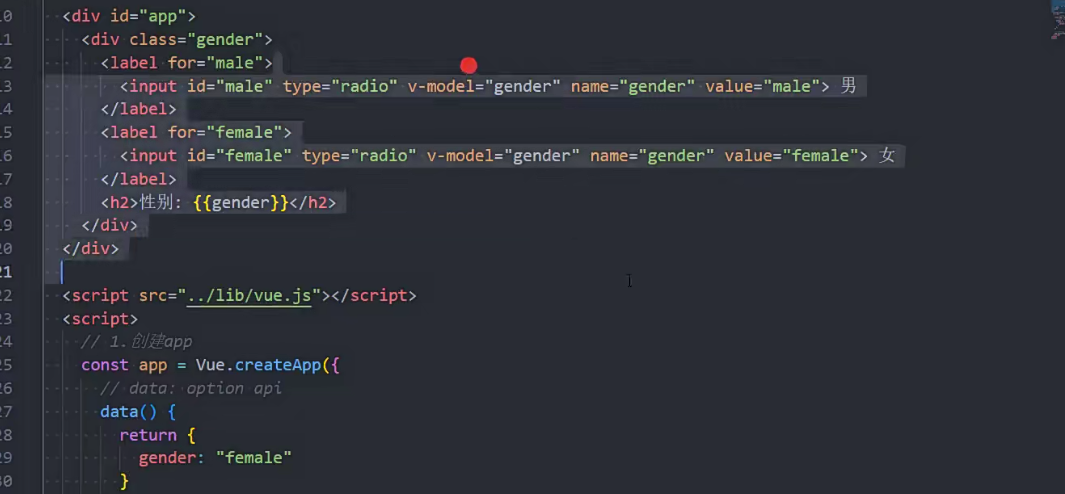 10 <div id="app">
11 <div class="gender">
12 <label for="male">
13 <input id="male" type="radio" v-model="gender" name="gender" value="male"> 男
14 </label>
15 <label for="female">
16 <input id="female" type="radio" v-model="gender" name="gender" value="female"> 女
17 </label>
18 <h2>性别: {{gender}}</h2>
19 </div>
20 </div>
21
22 <script src="../lib/vue.js"></script>
23 <script>
24 // 1.创建app
25 const app = Vue.createApp({
26 // data: option api
27 data() {
28 return {
29 gender: "female"
30 }